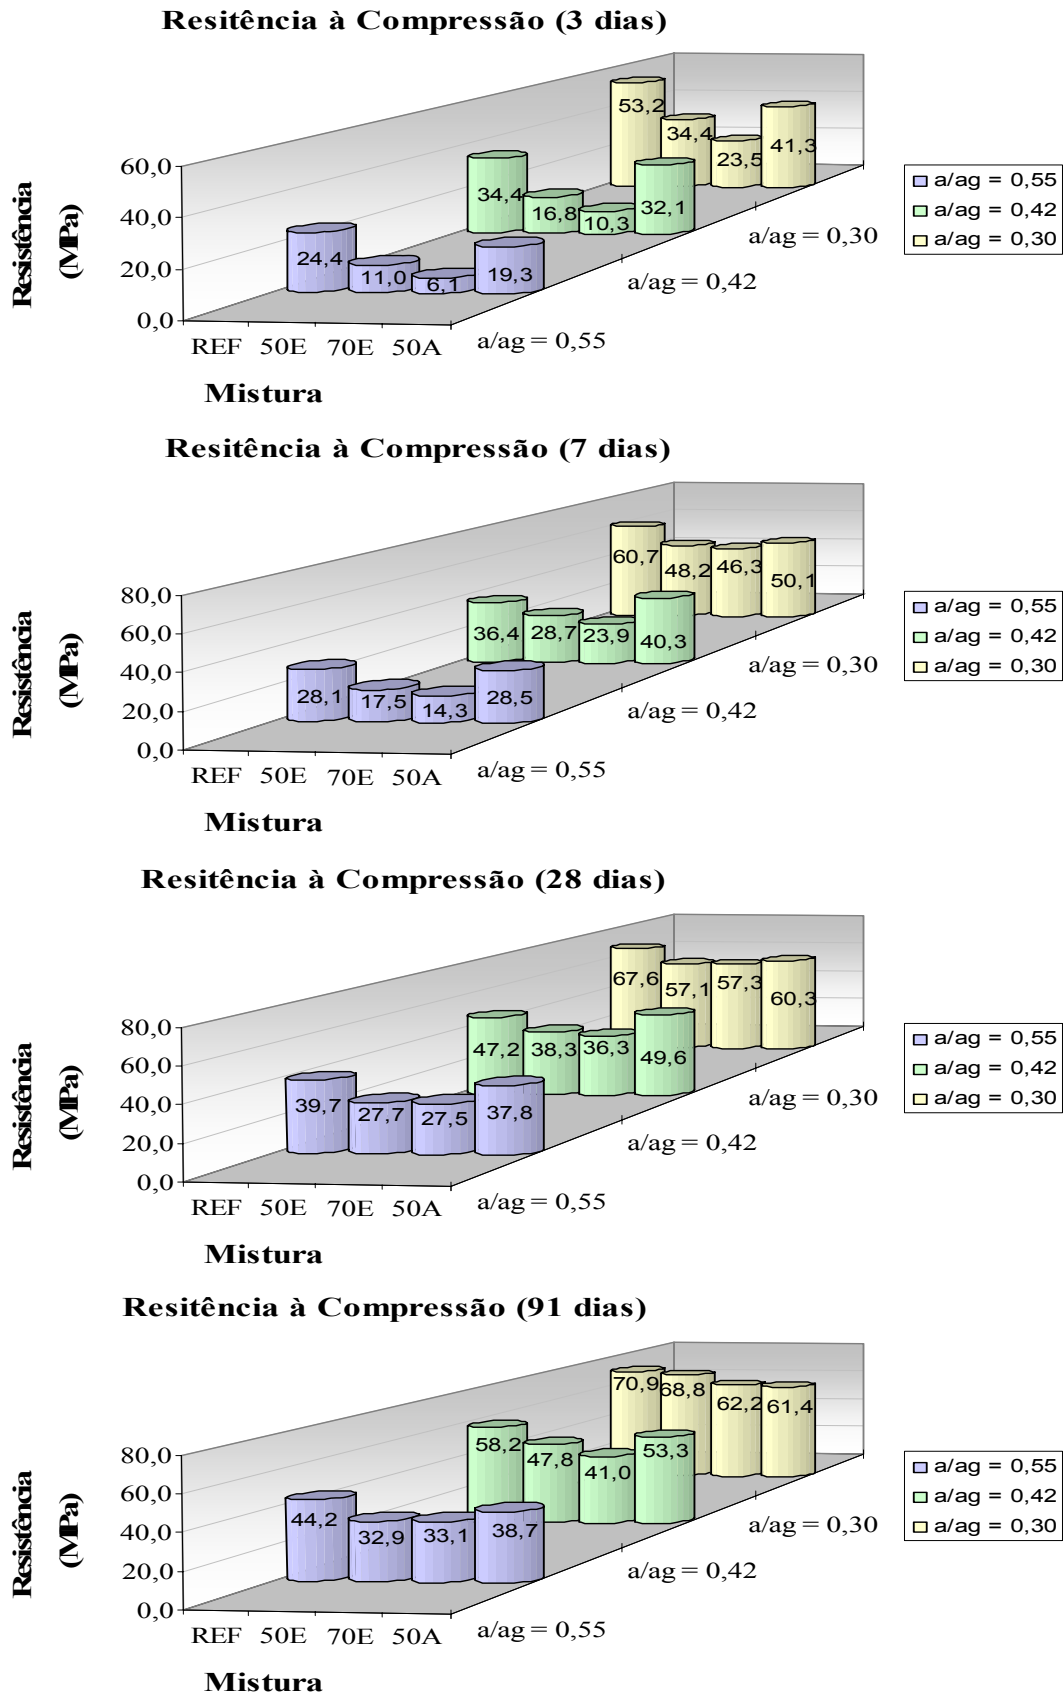 Resitência à Compressão (3 dias)
Resistência
(MPa)
60,0
40,0
20,0
0,0
53,2
34,4
23,5
41,3
34,4
16,8
10,3
32,1
24,4
11,0
6,1
19,3
REF 50E 70E 50A
a/ag = 0,55
a/ag = 0,42
a/ag = 0,30
Mistura
a/ag = 0,55
a/ag = 0,42
a/ag = 0,30
Resitência à Compressão (7 dias)
Resistência
(MPa)
80,0
60,0
40,0
20,0
0,0
60,7
48,2
46,3
50,1
36,4
28,7
23,9
40,3
28,1
17,5
14,3
28,5
REF 50E 70E 50A
a/ag = 0,55
a/ag = 0,42
a/ag = 0,30
Mistura
a/ag = 0,55
a/ag = 0,42
a/ag = 0,30
Resitência à Compressão (28 dias)
Resistência
(MPa)
80,0
60,0
40,0
20,0
0,0
67,6
57,1
57,3
60,3
47,2
38,3
36,3
49,6
39,7
27,7
27,5
37,8
REF 50E 70E 50A
a/ag = 0,55
a/ag = 0,42
a/ag = 0,30
Mistura
a/ag = 0,55
a/ag = 0,42
a/ag = 0,30
Resitência à Compressão (91 dias)
Resistência
(MPa)
80,0
60,0
40,0
20,0
0,0
70,9
68,8
62,2
61,4
58,2
47,8
41,0
53,3
44,2
32,9
33,1
38,7
REF 50E 70E 50A
a/ag = 0,55
a/ag = 0,42
a/ag = 0,30
Mistura
a/ag = 0,55
a/ag = 0,42
a/ag = 0,30